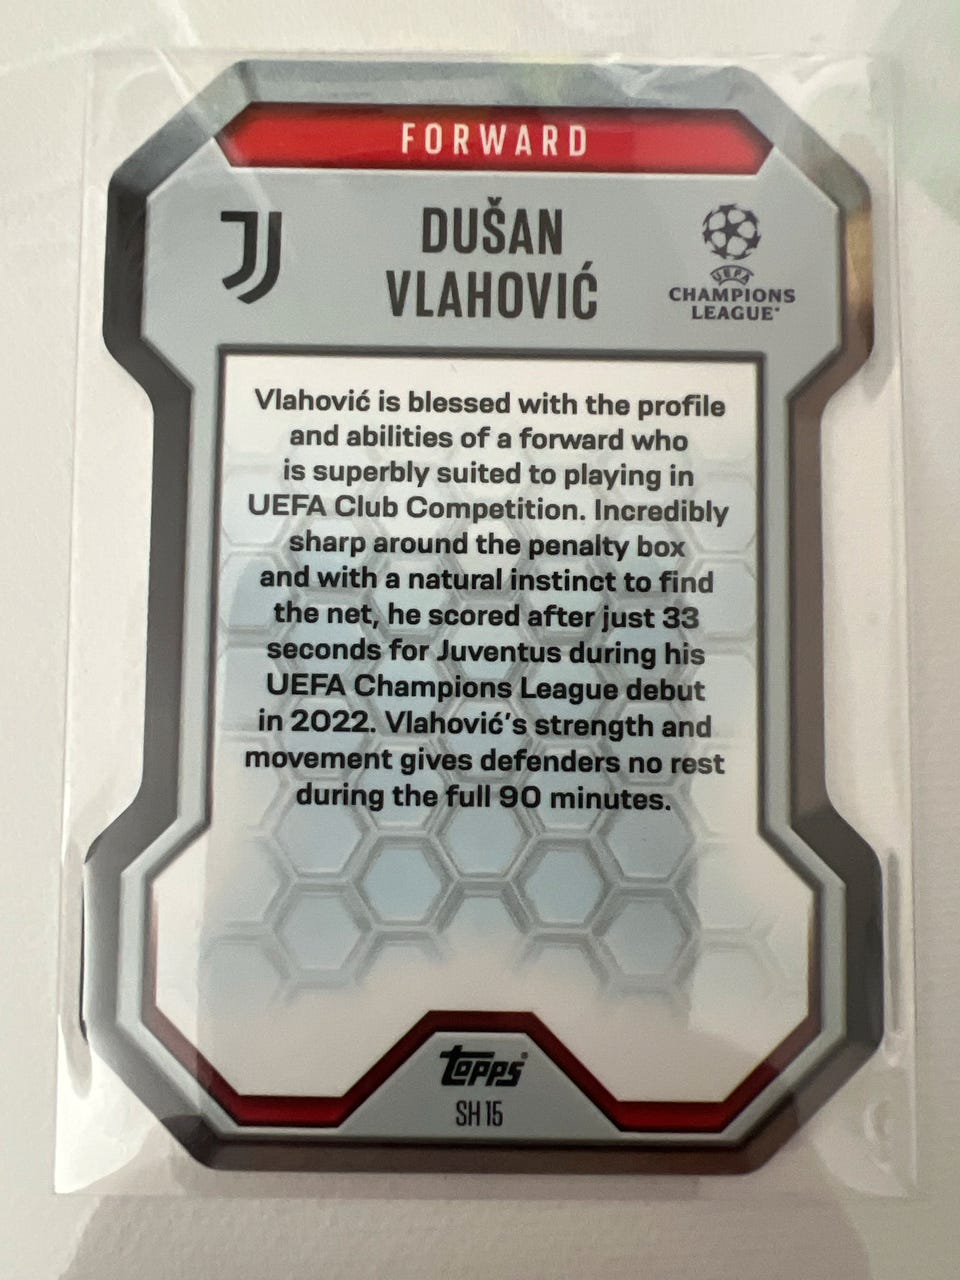 FORWARD
DUŠAN
VLAHOVIĆ
UEFA
CHAMPIONS
LEAGUE®
Vlahović is blessed with the profile
and abilities of a forward who
is superbly suited to playing in
UEFA Club Competition. Incredibly
sharp around the penalty box
and with a natural instinct to find
the net, he scored after just 33
seconds for Juventus during his
UEFA Champions League debut
in 2022. Vlahović's strength and
movement gives defenders no rest
during the full 90 minutes.
topps®
SH 15